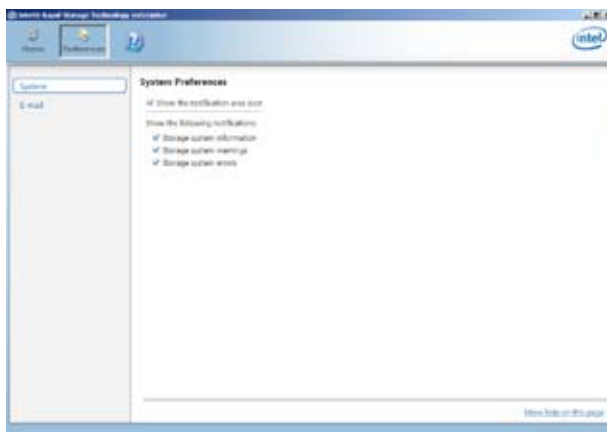 Intel® Rapid Storage Technology enterprise
Home
Preferences
intel
System
E-mail
System Preferences
Show the notification area icon
Show the following notifications:
Storage system information
Storage system warnings
Storage system errors
More help on this page